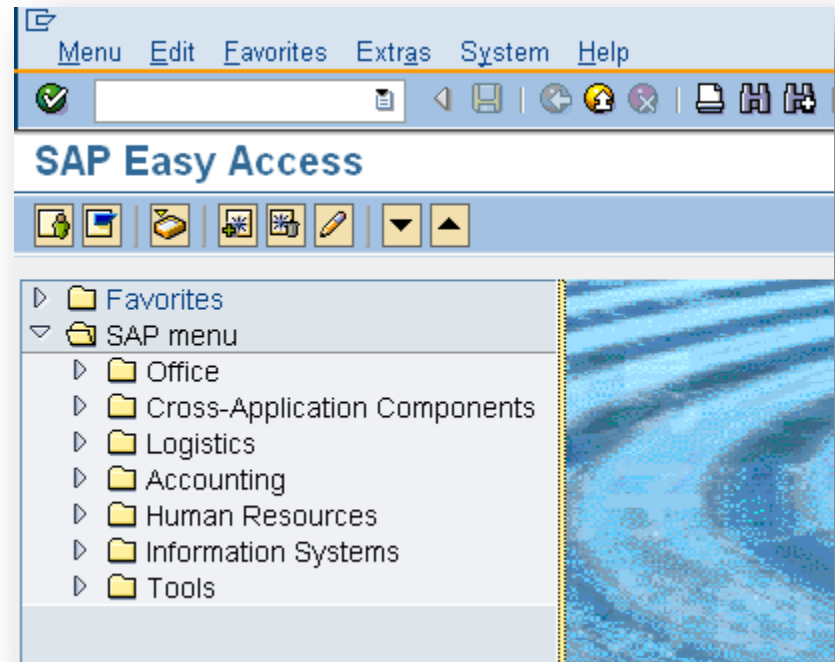 Menu Edit Favorites Extras System Help
SAP Easy Access
Favorites
SAP menu
Office
Cross-Application Components
Logistics
Accounting
Human Resources
Information Systems
Tools